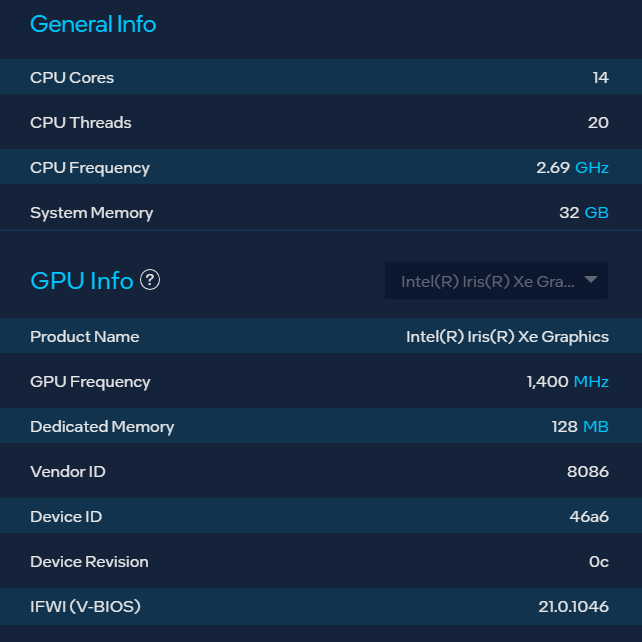 General Info
CPU Cores 14
CPU Threads 20
CPU Frequency 2.69 GHz
System Memory 32 GB
GPU Info ? Intel(R) Iris(R) Xe Gra...
Product Name Intel(R) Iris(R) Xe Graphics
GPU Frequency 1,400 MHz
Dedicated Memory 128 MB
Vendor ID 8086
Device ID 46a6
Device Revision 0c
IFWI (V-BIOS) 21.0.1046